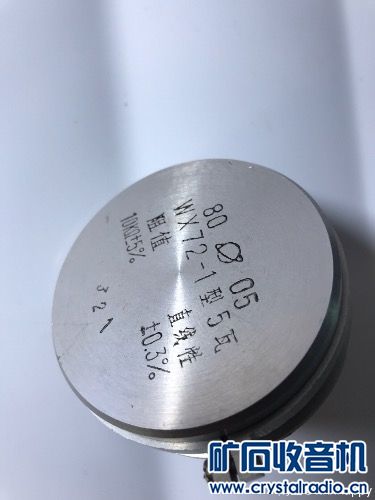 80 05
WX72-1型5瓦
阻值 直线性
10KΩ±5% ±0.3%
321
矿石收音机
www.crystalradio.cn